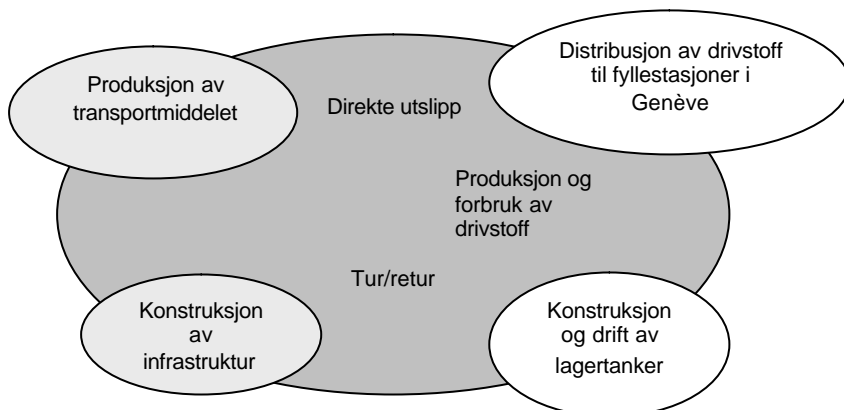 Produksjon av
transportmiddelet
Direkte utslipp
Distribusjon av drivstoff
til fyllestasjoner i
Genève
Produksjon og
forbruk av
drivstoff
Tur/retur
Konstruksjon
av
infrastruktur
Konstruksjon
og drift av
lagertanker